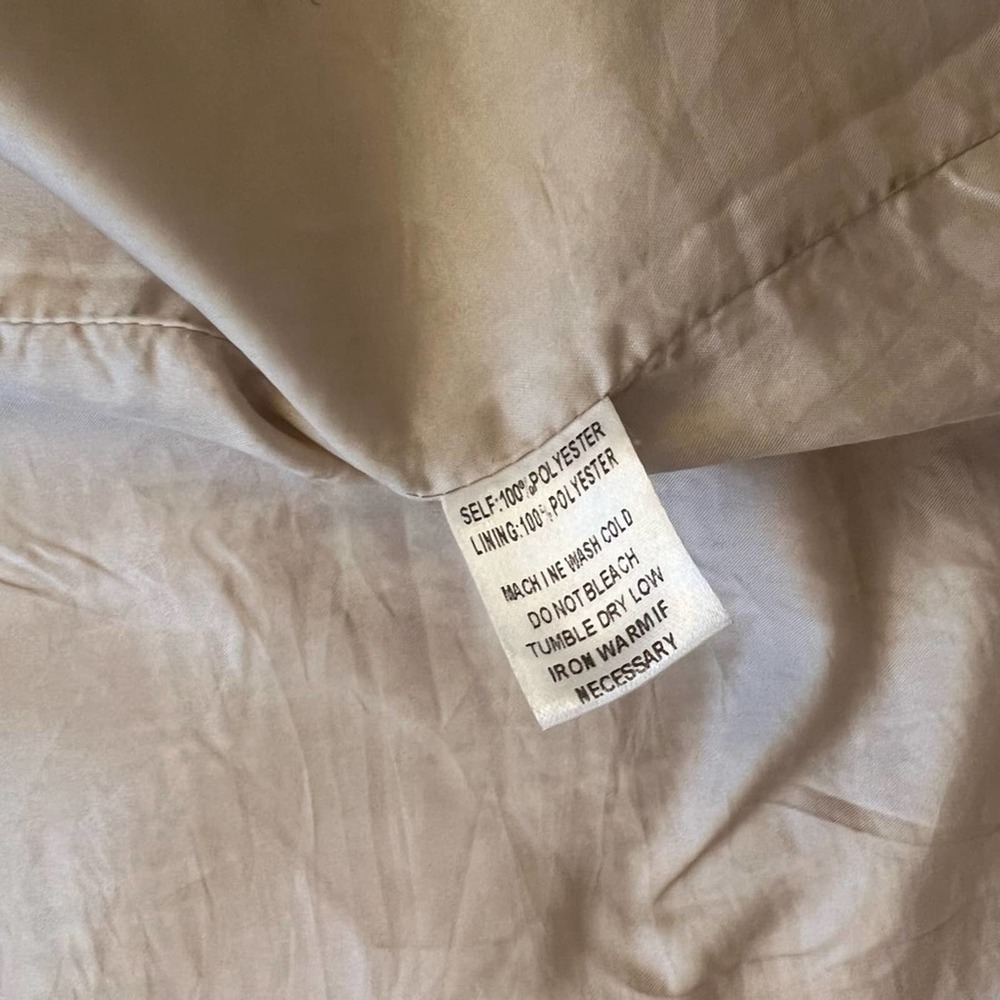 SELF:100%POLYESTER
LINING:100%POLYESTER
MACHINE WASH COLD
DO NOT BLEACH
TUMBLE DRY LOW
IRON WARM IF
NECESSARY